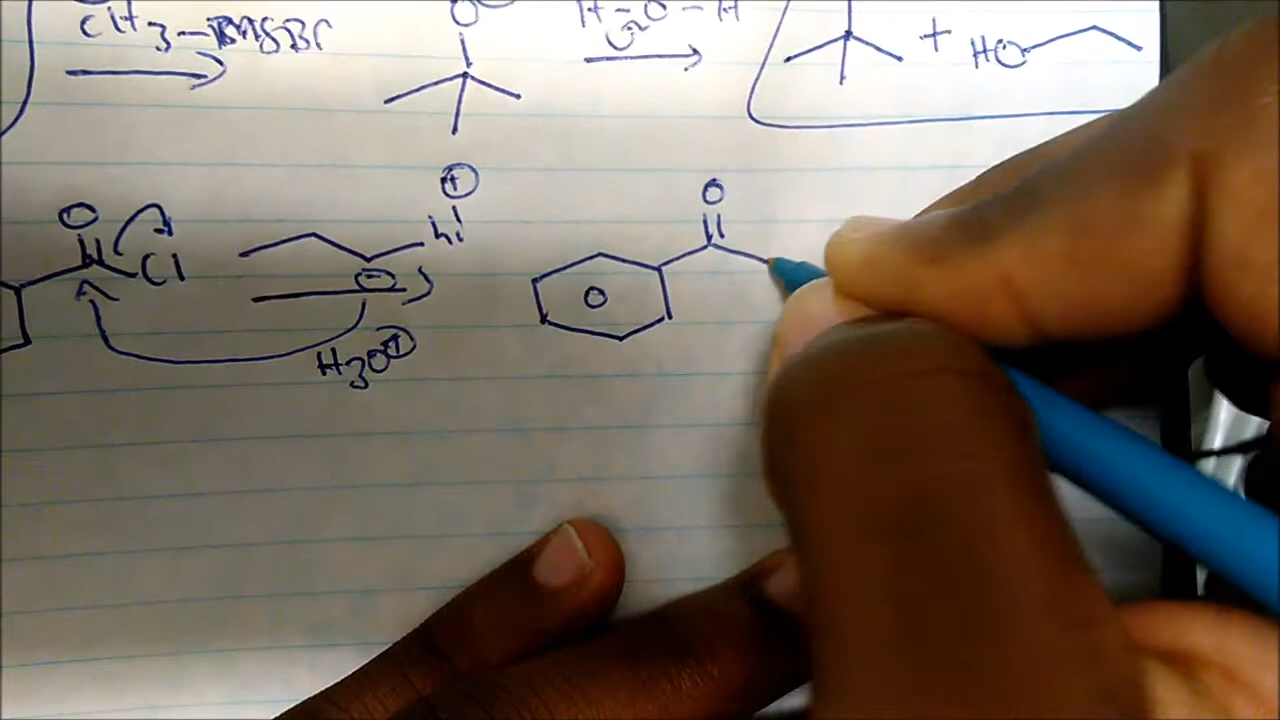 CH3-MgBr O H-O-H + HO
O Cl Li + O
H3O+